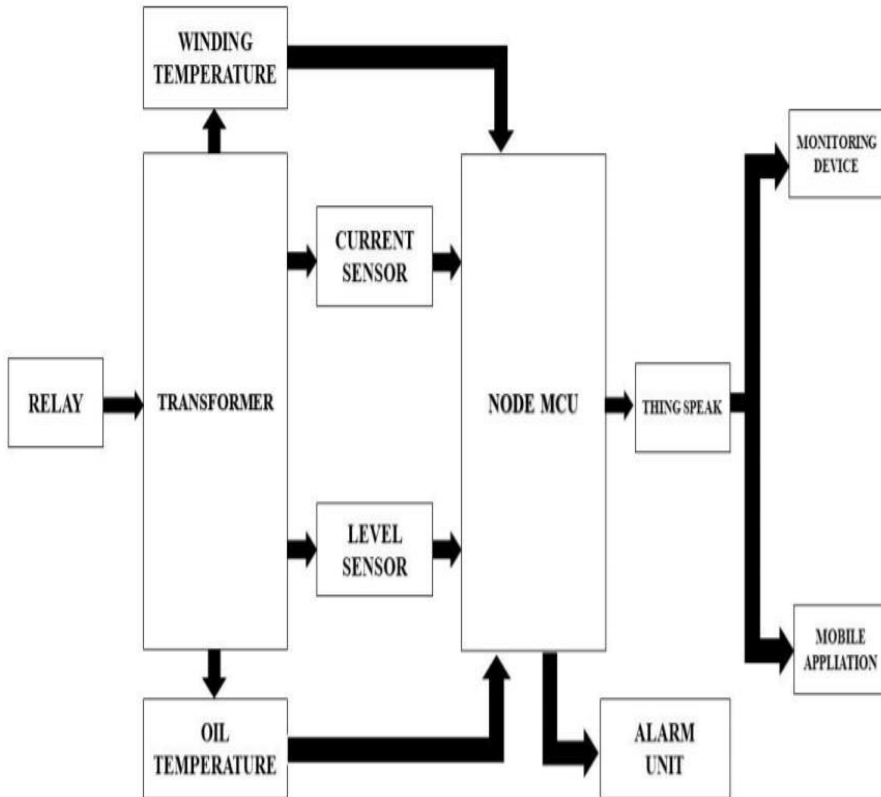 WINDING
TEMPERATURE
MONITORING
DEVICE
CURRENT
SENSOR
RELAY
TRANSFORMER
NODE MCU
THING SPEAK
LEVEL
SENSOR
MOBILE
APPLIATION
OIL
TEMPERATURE
ALARM
UNIT